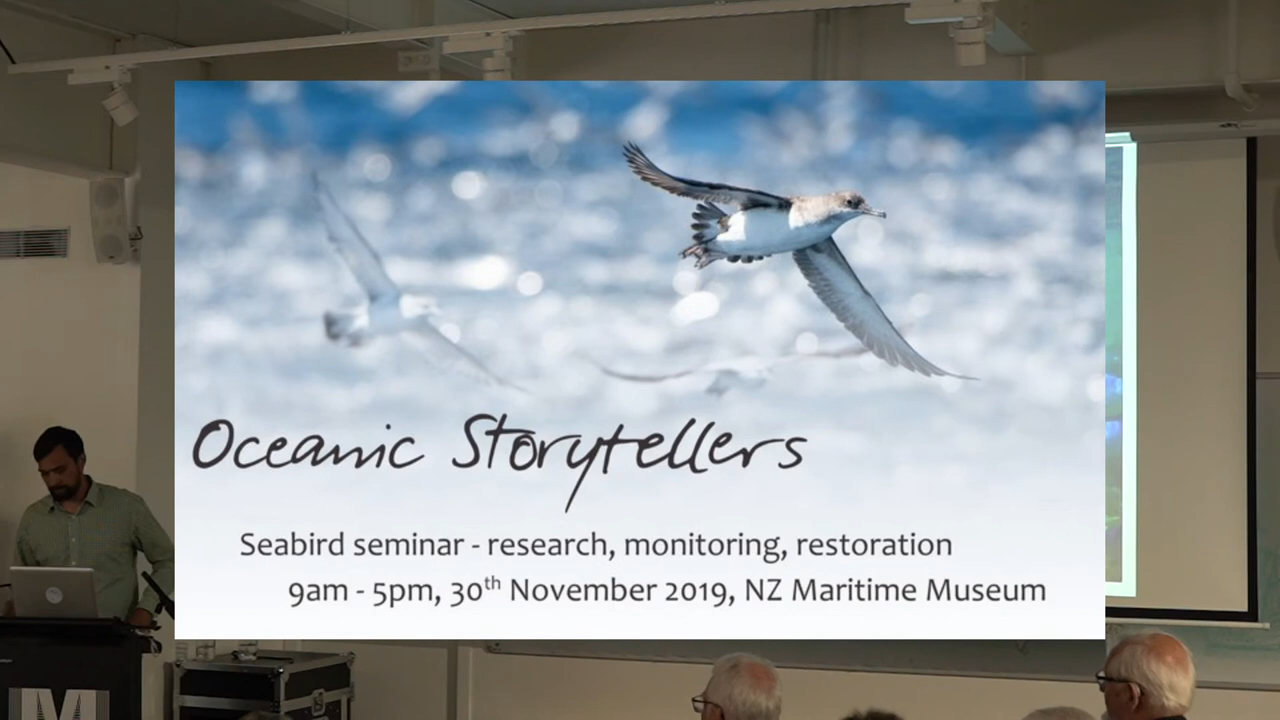 Oceanic Storytellers
Seabird seminar - research, monitoring, restoration
9am - 5pm, 30th November 2019, NZ Maritime Museum
M